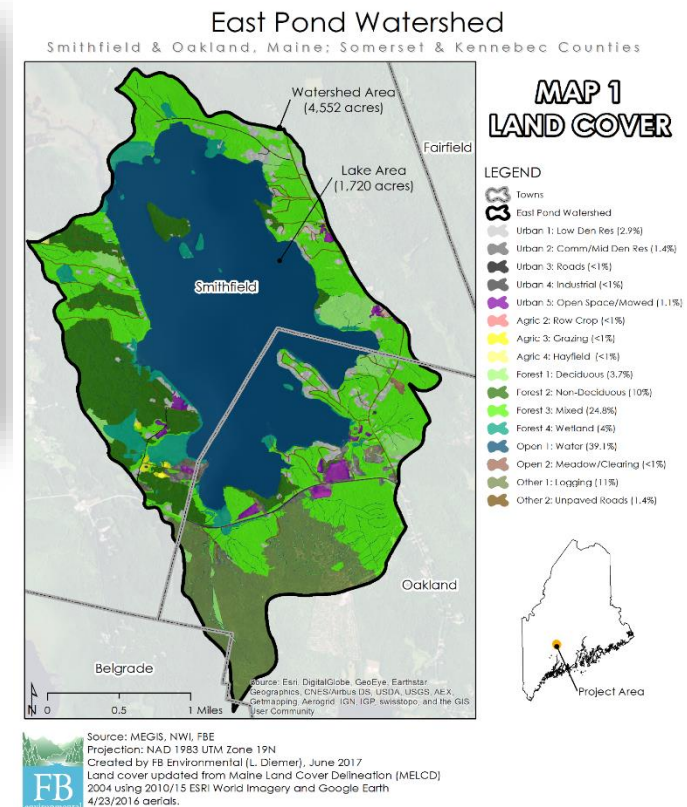 East Pond Watershed
Smithfield & Oakland, Maine; Somerset & Kennebec Counties
Watershed Area
(4,552 acres)
Fairfield
Lake Area
(1,720 acres)
Smithfield
Oakland
Belgrade
Source: Esri, DigitalGlobe, GeoEye, Earthstar
Geographics, CNES/Airbus DS, USDA, USGS, AEX,
Getmapping, Aerogrid, IGN, IGP, swisstopo, and the GIS
User Community
N
0 0.5 1 Miles
MAP 1
LAND COVER
LEGEND
Towns
East Pond Watershed
Urban 1: Low Den Res (2.9%)
Urban 2: Comm/Mid Den Res (1.4%)
Urban 3: Roads (<1%)
Urban 4: Industrial (<1%)
Urban 5: Open Space/Mowed (1.1%)
Agric 2: Row Crop (<1%)
Agric 3: Grazing (<1%)
Agric 4: Hayfield (<1%)
Forest 1: Deciduous (3.7%)
Forest 2: Non-Deciduous (10%)
Forest 3: Mixed (24.8%)
Forest 4: Wetland (4%)
Open 1: Water (39.1%)
Open 2: Meadow/Clearing (<1%)
Other 1: Logging (11%)
Other 2: Unpaved Roads (1.4%)
Project Area
FB
environmental
Source: MEGIS, NWI, FBE
Projection: NAD 1983 UTM Zone 19N
Created by FB Environmental (L. Diemer), June 2017
Land cover updated from Maine Land Cover Delineation (MELCD)
2004 using 2010/15 ESRI World Imagery and Google Earth
4/23/2016 aerials.